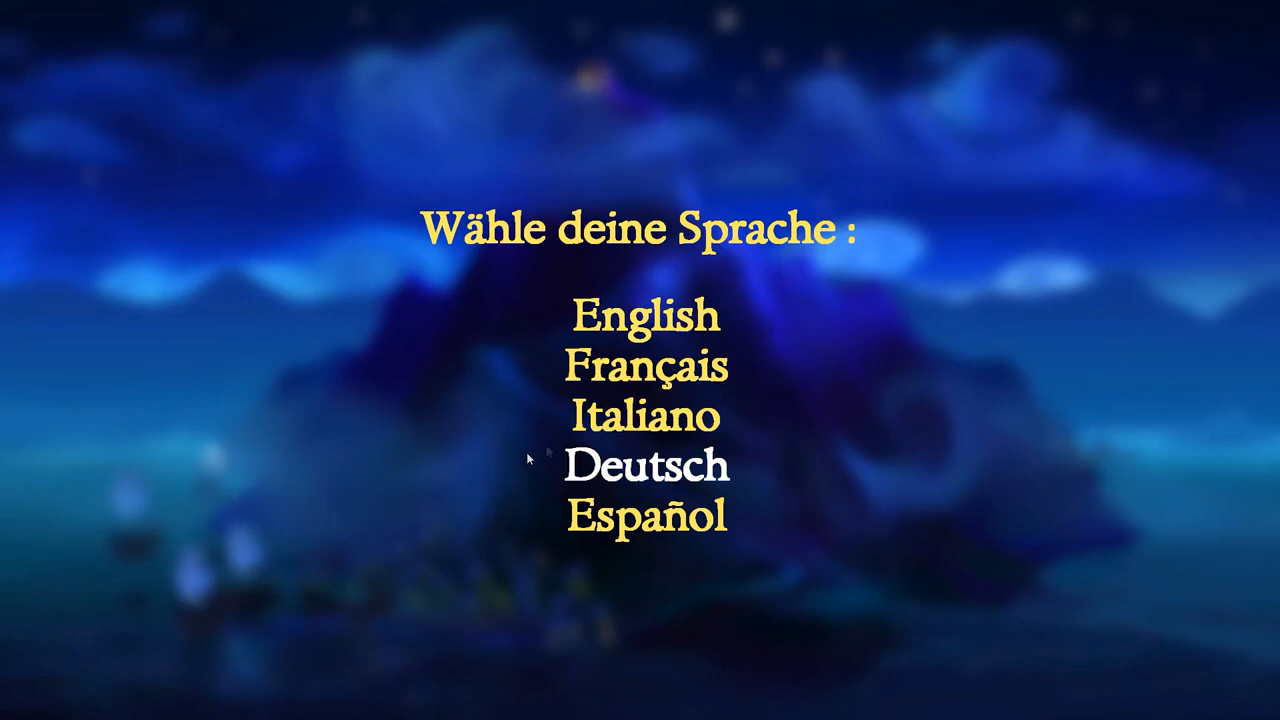 Wähle deine Sprache :
English
Français
Italiano
Deutsch
Español